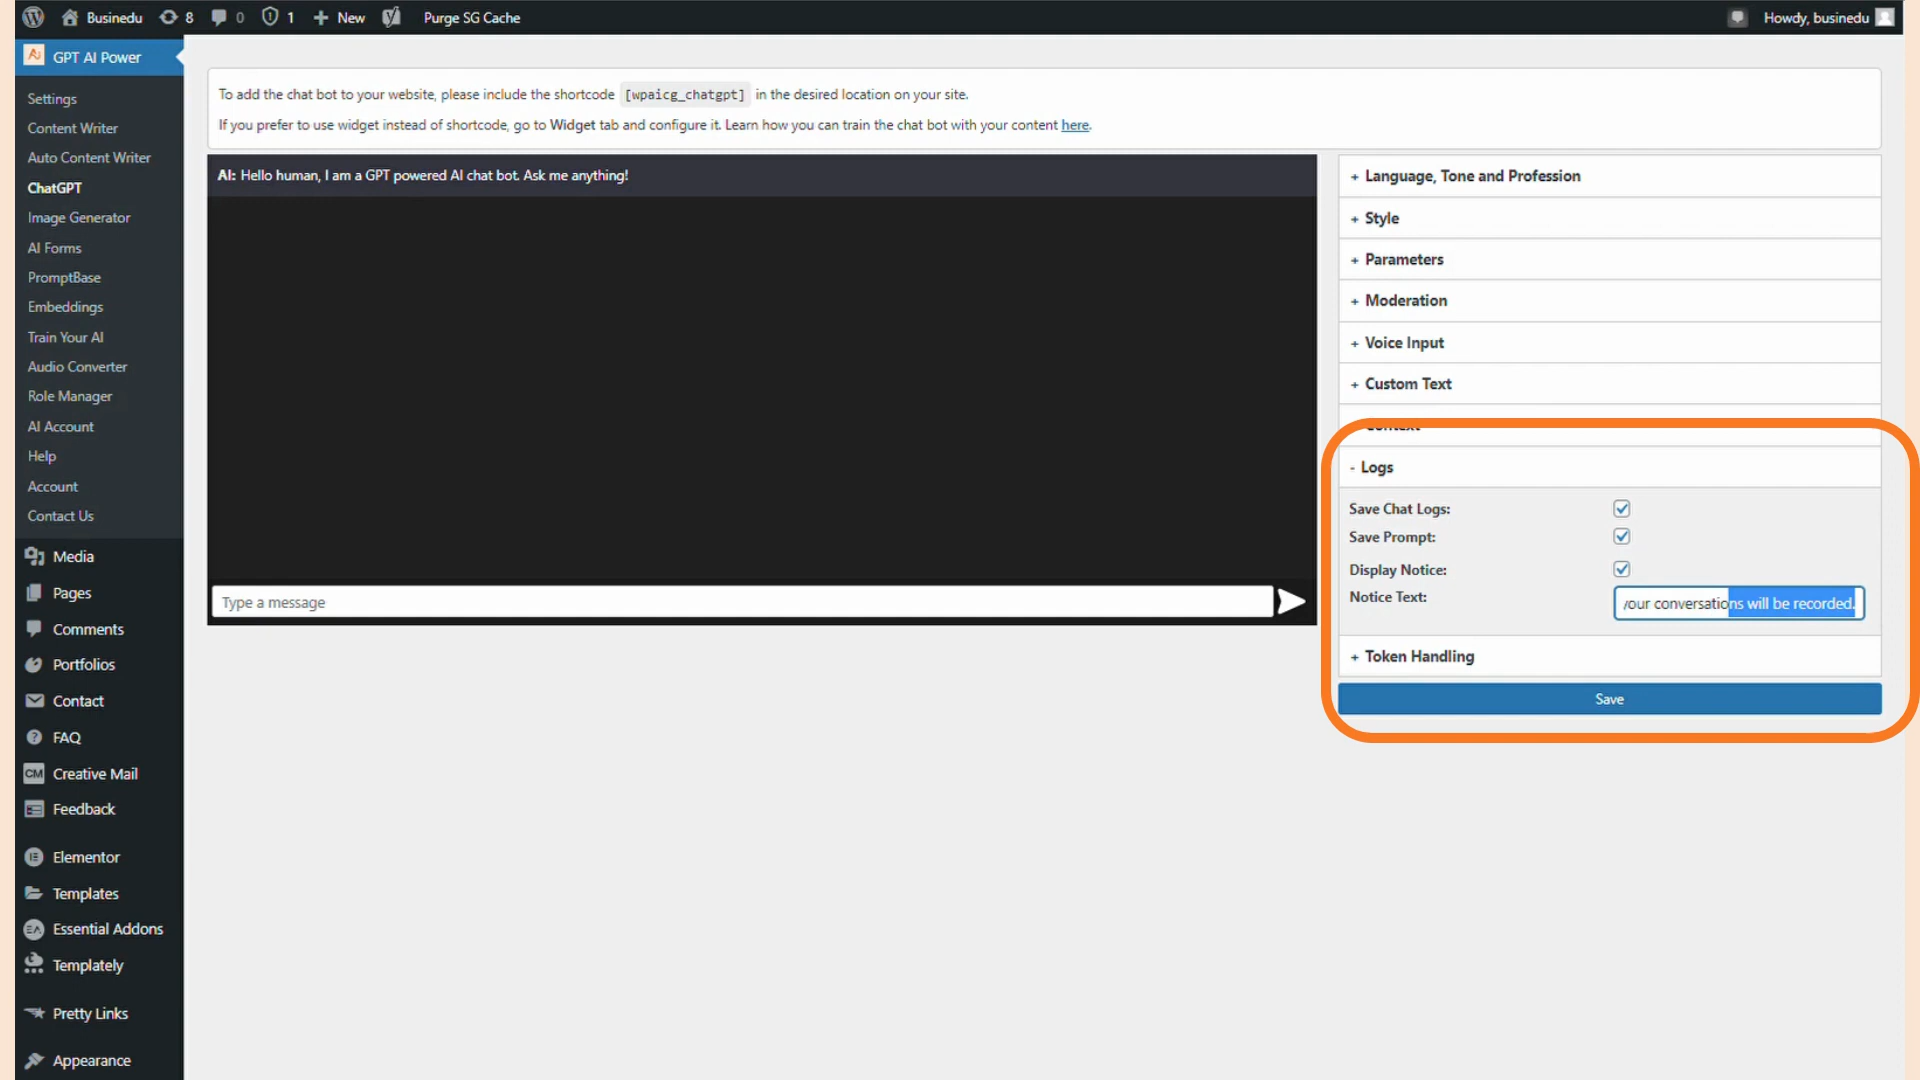 Businedu 8 0 1 New Purge SG Cache Howdy, businedu
GPT AI Power
Settings
Content Writer
Auto Content Writer
ChatGPT
Image Generator
AI Forms
PromptBase
Embeddings
Train Your AI
Audio Converter
Role Manager
AI Account
Help
Account
Contact Us
Media
Pages
Comments
Portfolios
Contact
FAQ
CM Creative Mail
Feedback
Elementor
Templates
EA Essential Addons
Templately
Pretty Links
Appearance
To add the chat bot to your website, please include the shortcode [wpaicg_chatgpt] in the desired location on your site.
If you prefer to use widget instead of shortcode, go to Widget tab and configure it. Learn how you can train the chat bot with your content here.
AI: Hello human, I am a GPT powered AI chat bot. Ask me anything!
Type a message
+ Language, Tone and Profession
+ Style
+ Parameters
+ Moderation
+ Voice Input
+ Custom Text
Context
- Logs
Save Chat Logs:
Save Prompt:
Display Notice:
Notice Text: your conversations will be recorded.
+ Token Handling
Save